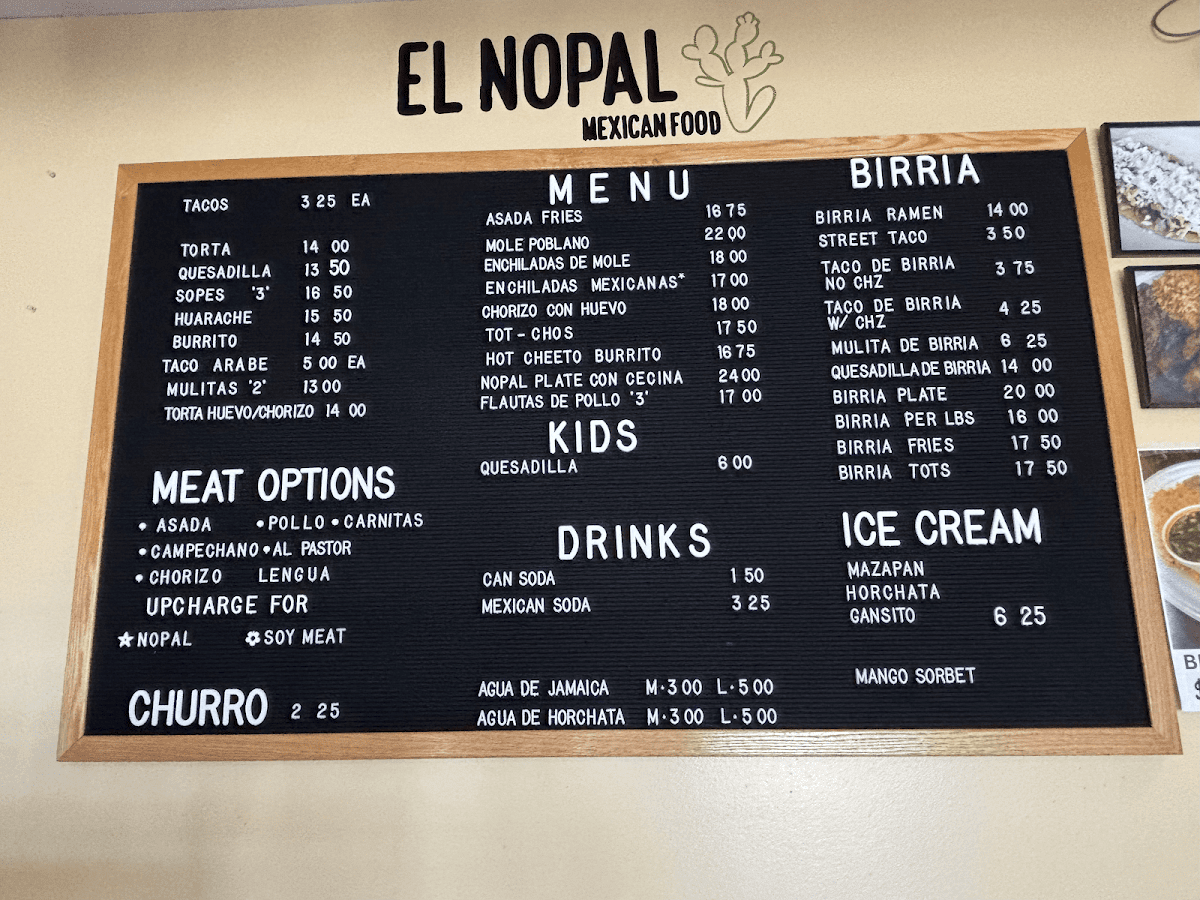 EL NOPAL
MEXICAN FOOD
TACOS 3 25 EA
TORTA 14 00
QUESADILLA 13 50
SOPES '3' 16 50
HUARACHE 15 50
BURRITO 14 50
TACO ARABE 5 00 EA
MULITAS '2' 13 00
TORTA HUEVO/CHORIZO 14 00
MEAT OPTIONS
• ASADA • POLLO • CARNITAS
• CAMPECHANO • AL PASTOR
• CHORIZO LENGUA
UPCHARGE FOR
★ NOPAL ✿ SOY MEAT
CHURRO 2 25
MENU
ASADA FRIES 16 75
MOLE POBLANO 22 00
ENCHILADAS DE MOLE 18 00
ENCHILADAS MEXICANAS* 17 00
CHORIZO CON HUEVO 18 00
TOT-CHOS 17 50
HOT CHEETO BURRITO 16 75
NOPAL PLATE CON CECINA 24 00
FLAUTAS DE POLLO '3' 17 00
KIDS
QUESADILLA 6 00
DRINKS
CAN SODA 1 50
MEXICAN SODA 3 25
AGUA DE JAMAICA M·3 00 L·5 00
AGUA DE HORCHATA M·3 00 L·5 00
BIRRIA
BIRRIA RAMEN 14 00
STREET TACO 3 50
TACO DE BIRRIA 3 75
NO CHZ
TACO DE BIRRIA 4 25
W/ CHZ
MULITA DE BIRRIA 6 25
QUESADILLA DE BIRRIA 14 00
BIRRIA PLATE 20 00
BIRRIA PER LBS 16 00
BIRRIA FRIES 17 50
BIRRIA TOTS 17 50
ICE CREAM
MAZAPAN
HORCHATA
GANSITO 6 25
MANGO SORBET